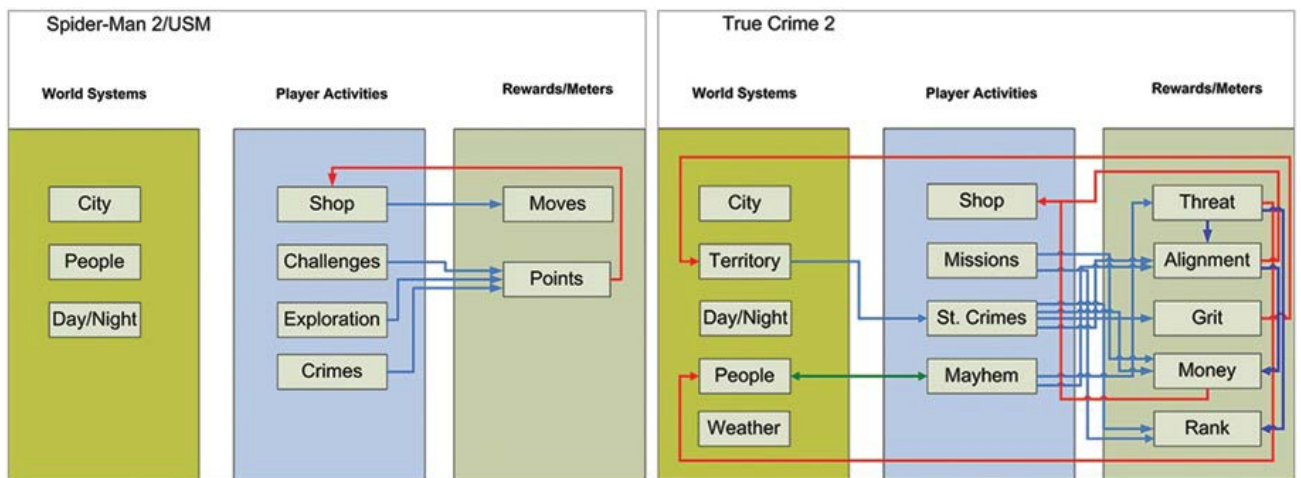 Spider-Man 2/USM
World Systems
Player Activities
Rewards/Meters
City
People
Day/Night
Shop
Challenges
Exploration
Crimes
Moves
Points
True Crime 2
World Systems
Player Activities
Rewards/Meters
City
Territory
Day/Night
People
Weather
Shop
Missions
St. Crimes
Mayhem
Threat
Alignment
Grit
Money
Rank